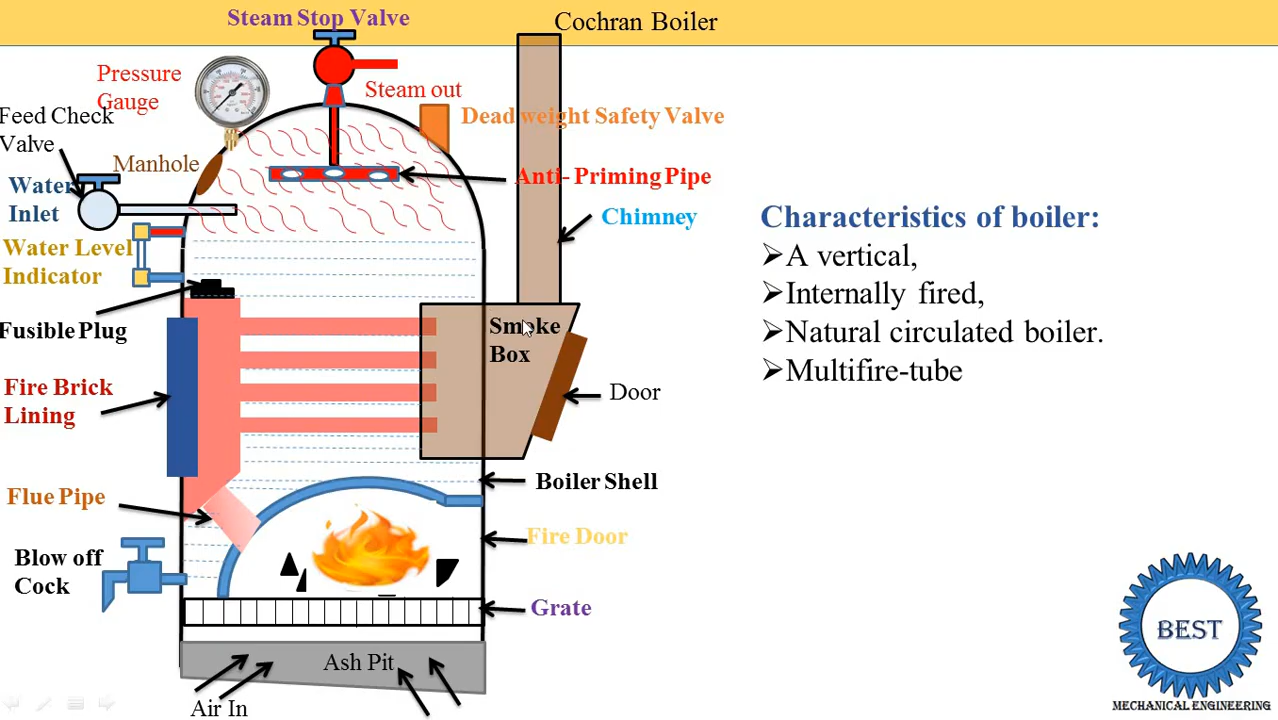 Steam Stop Valve
Cochran Boiler
Pressure
Gauge
Steam out
Feed Check
Valve
Dead weight Safety Valve
Manhole
Water
Inlet
Anti- Priming Pipe
Chimney
Water Level
Indicator
Fusible Plug
Smoke
Box
Fire Brick
Lining
Door
Flue Pipe
Boiler Shell
Fire Door
Blow off
Cock
Grate
Ash Pit
Air In
Characteristics of boiler:
➢A vertical,
➢Internally fired,
➢Natural circulated boiler.
➢Multifire-tube
BEST
MECHANICAL ENGINEERING